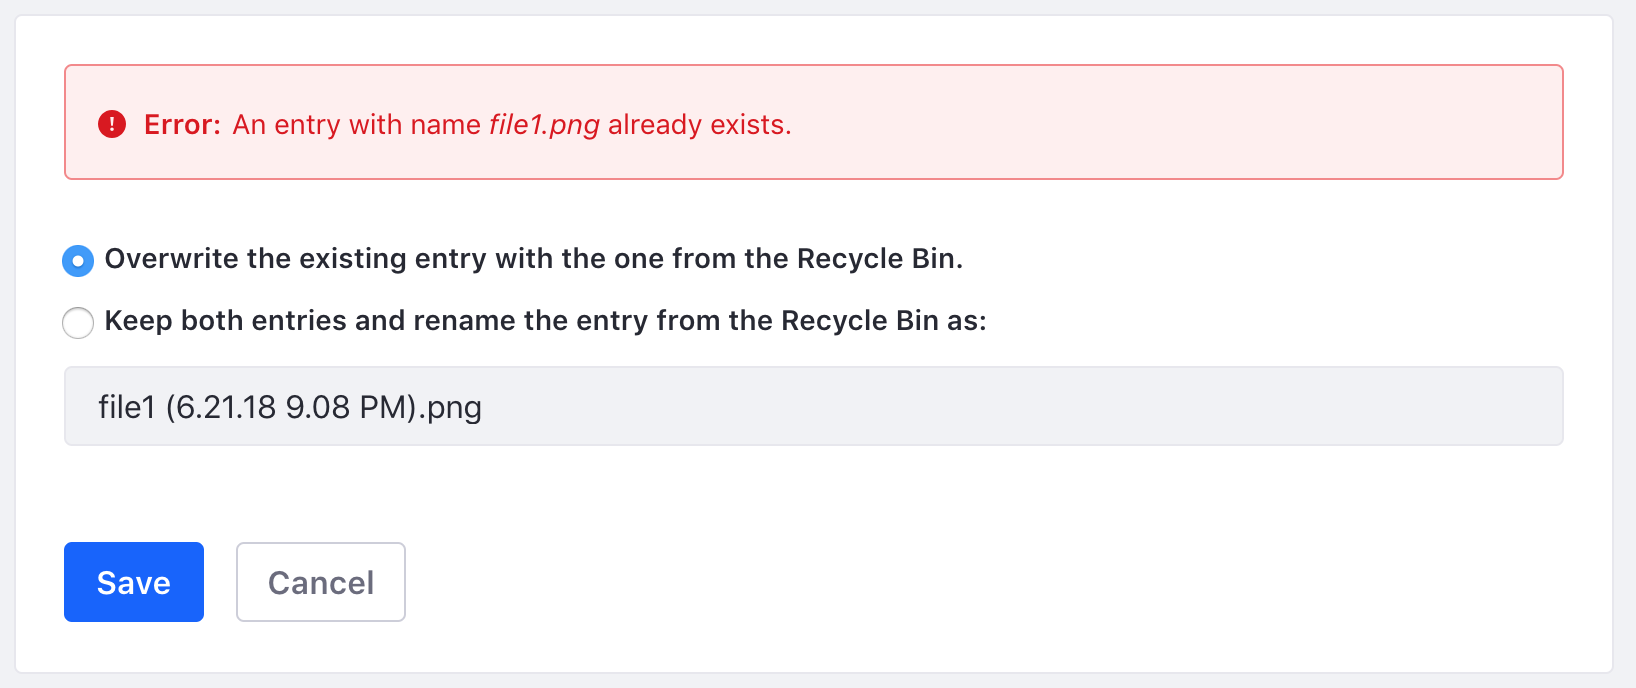 Error: An entry with name file1.png already exists.
Overwrite the existing entry with the one from the Recycle Bin.
Keep both entries and rename the entry from the Recycle Bin as:
file1 (6.21.18 9.08 PM).png
Save Cancel